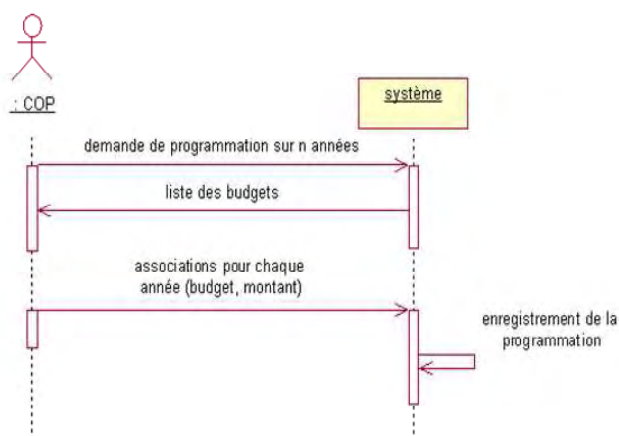 : COP
système
demande de programmation sur n années
liste des budgets
associations pour chaque
année (budget, montant)
enregistrement de la
programmation